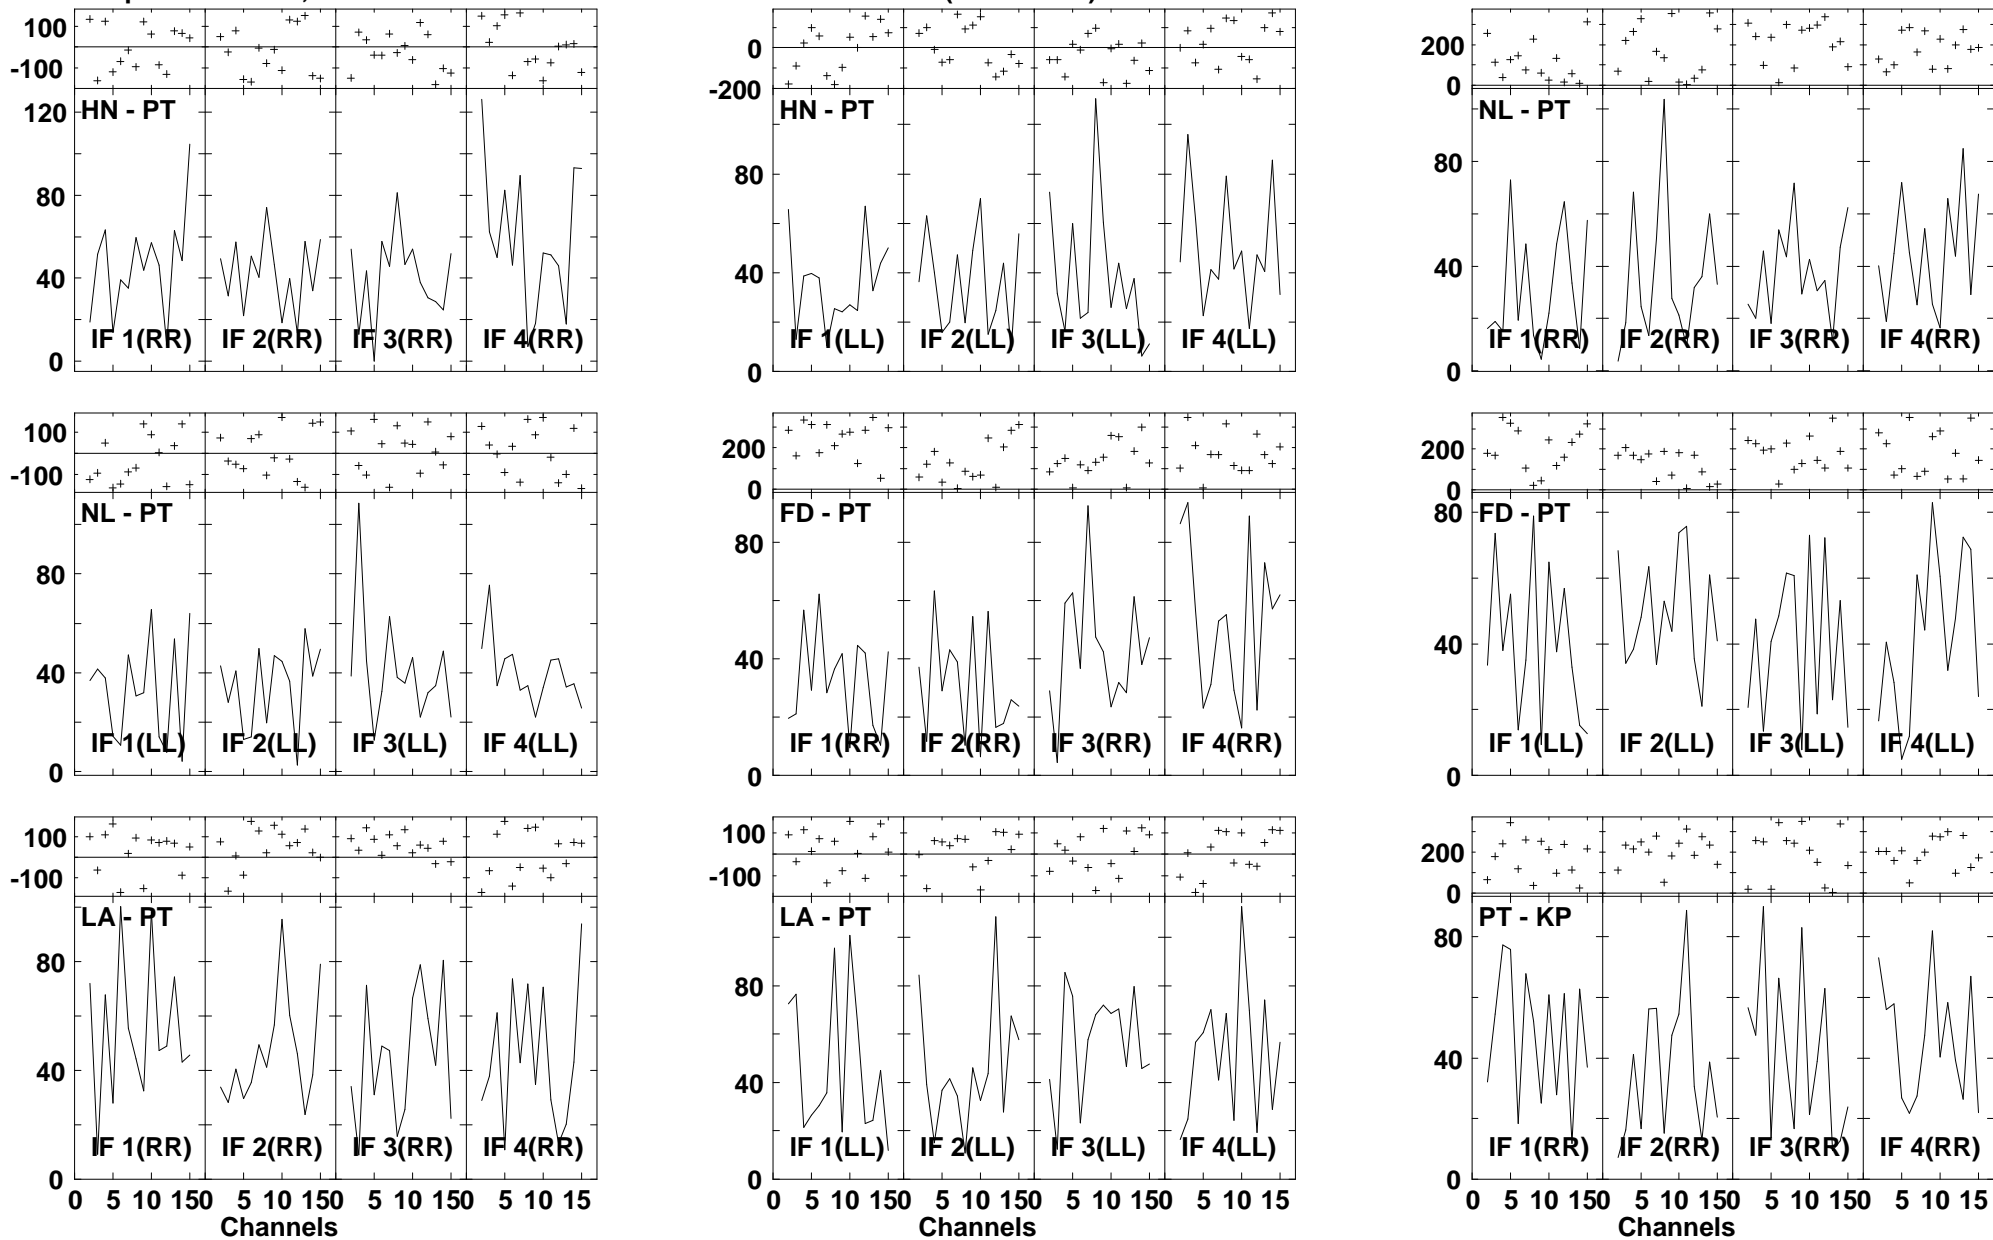 100
0
200
-100
-200
0
HN - PT
HN - PT
NL - PT
120
80
80
80
40
40
40
IF 1(RR) IF 2(RR) IF 3(RR) IF 4(RR)
IF 1(LL) IF 2(LL) IF 3(LL) IF 4(LL)
IF 1(RR) IF 2(RR) IF 3(RR) IF 4(RR)
0
0
0
100
-100
200
0
200
0
NL - PT
FD - PT
FD - PT
80
80
80
40
40
40
IF 1(LL) IF 2(LL) IF 3(LL) IF 4(LL)
IF 1(RR) IF 2(RR) IF 3(RR) IF 4(RR)
IF 1(LL) IF 2(LL) IF 3(LL) IF 4(LL)
0
0
0
100
-100
100
-100
200
0
LA - PT
LA - PT
PT - KP
80
80
80
40
40
40
IF 1(RR) IF 2(RR) IF 3(RR) IF 4(RR)
IF 1(LL) IF 2(LL) IF 3(LL) IF 4(LL)
IF 1(RR) IF 2(RR) IF 3(RR) IF 4(RR)
0
0
0
0 5 10 150 5 10 150 5 10 150 5 10 15
0 5 10 150 5 10 150 5 10 150 5 10 15
0 5 10 150 5 10 150 5 10 150 5 10 15
Channels
Channels
Channels